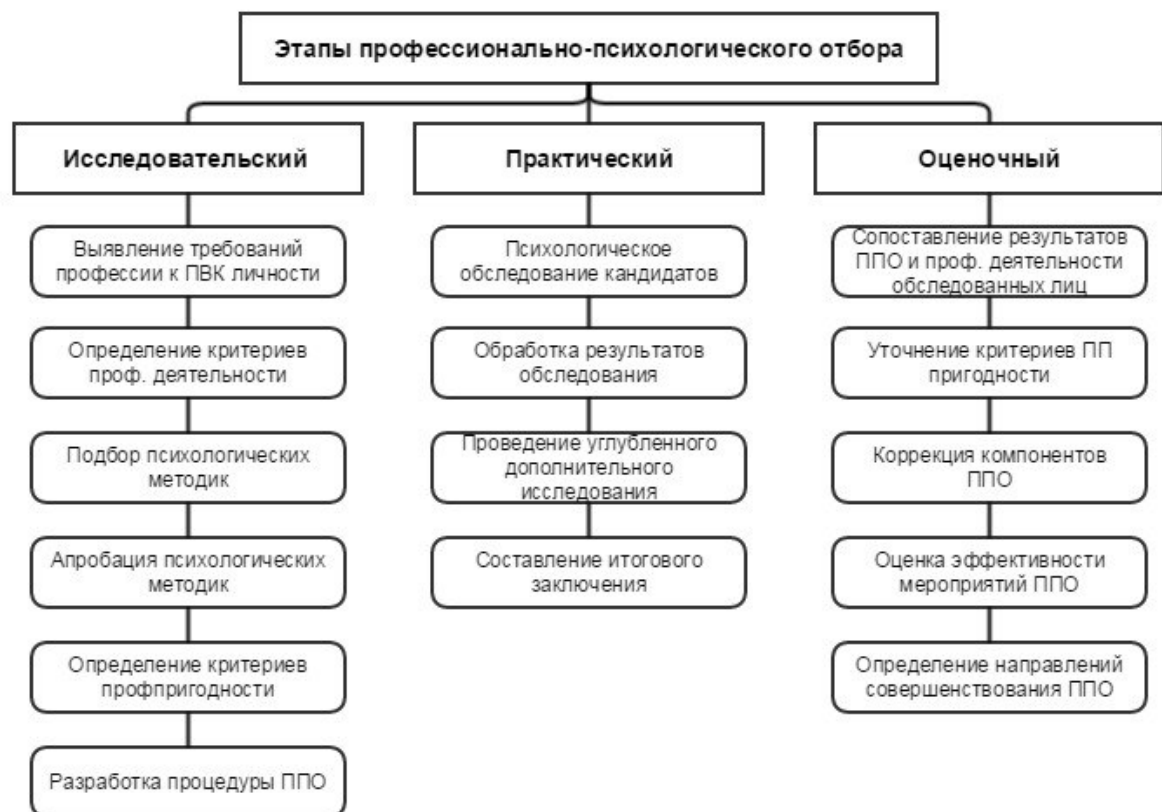 Этапы профессионально-психологического отбора
Исследовательский
Выявление требований
профессии к ПВК личности
Определение критериев
проф. деятельности
Подбор психологических
методик
Апробация психологических
методик
Определение критериев
профпригодности
Разработка процедуры ППО
Практический
Психологическое
обследование кандидатов
Обработка результатов
обследования
Проведение углубленного
дополнительного
исследования
Составление итогового
заключения
Оценочный
Сопоставление результатов
ППО и проф. деятельности
обследованных лиц
Уточнение критериев ПП
пригодности
Коррекция компонентов
ППО
Оценка эффективности
мероприятий ППО
Определение направлений
совершенствования ППО